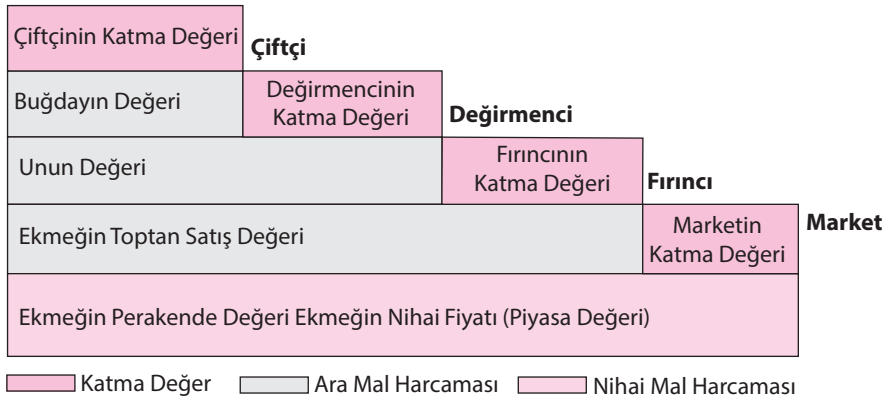 Çiftçinin Katma Değeri
Çiftçi
Buğdayın Değeri
Değirmencinin
Katma Değeri
Değirmenci
Unun Değeri
Fırıncının
Katma Değeri
Fırıncı
Ekmeğin Toptan Satış Değeri
Marketin
Katma Değeri
Market
Ekmeğin Perakende Değeri Ekmeğin Nihai Fiyatı (Piyasa Değeri)
Katma Değer
Ara Mal Harcaması
Nihai Mal Harcaması